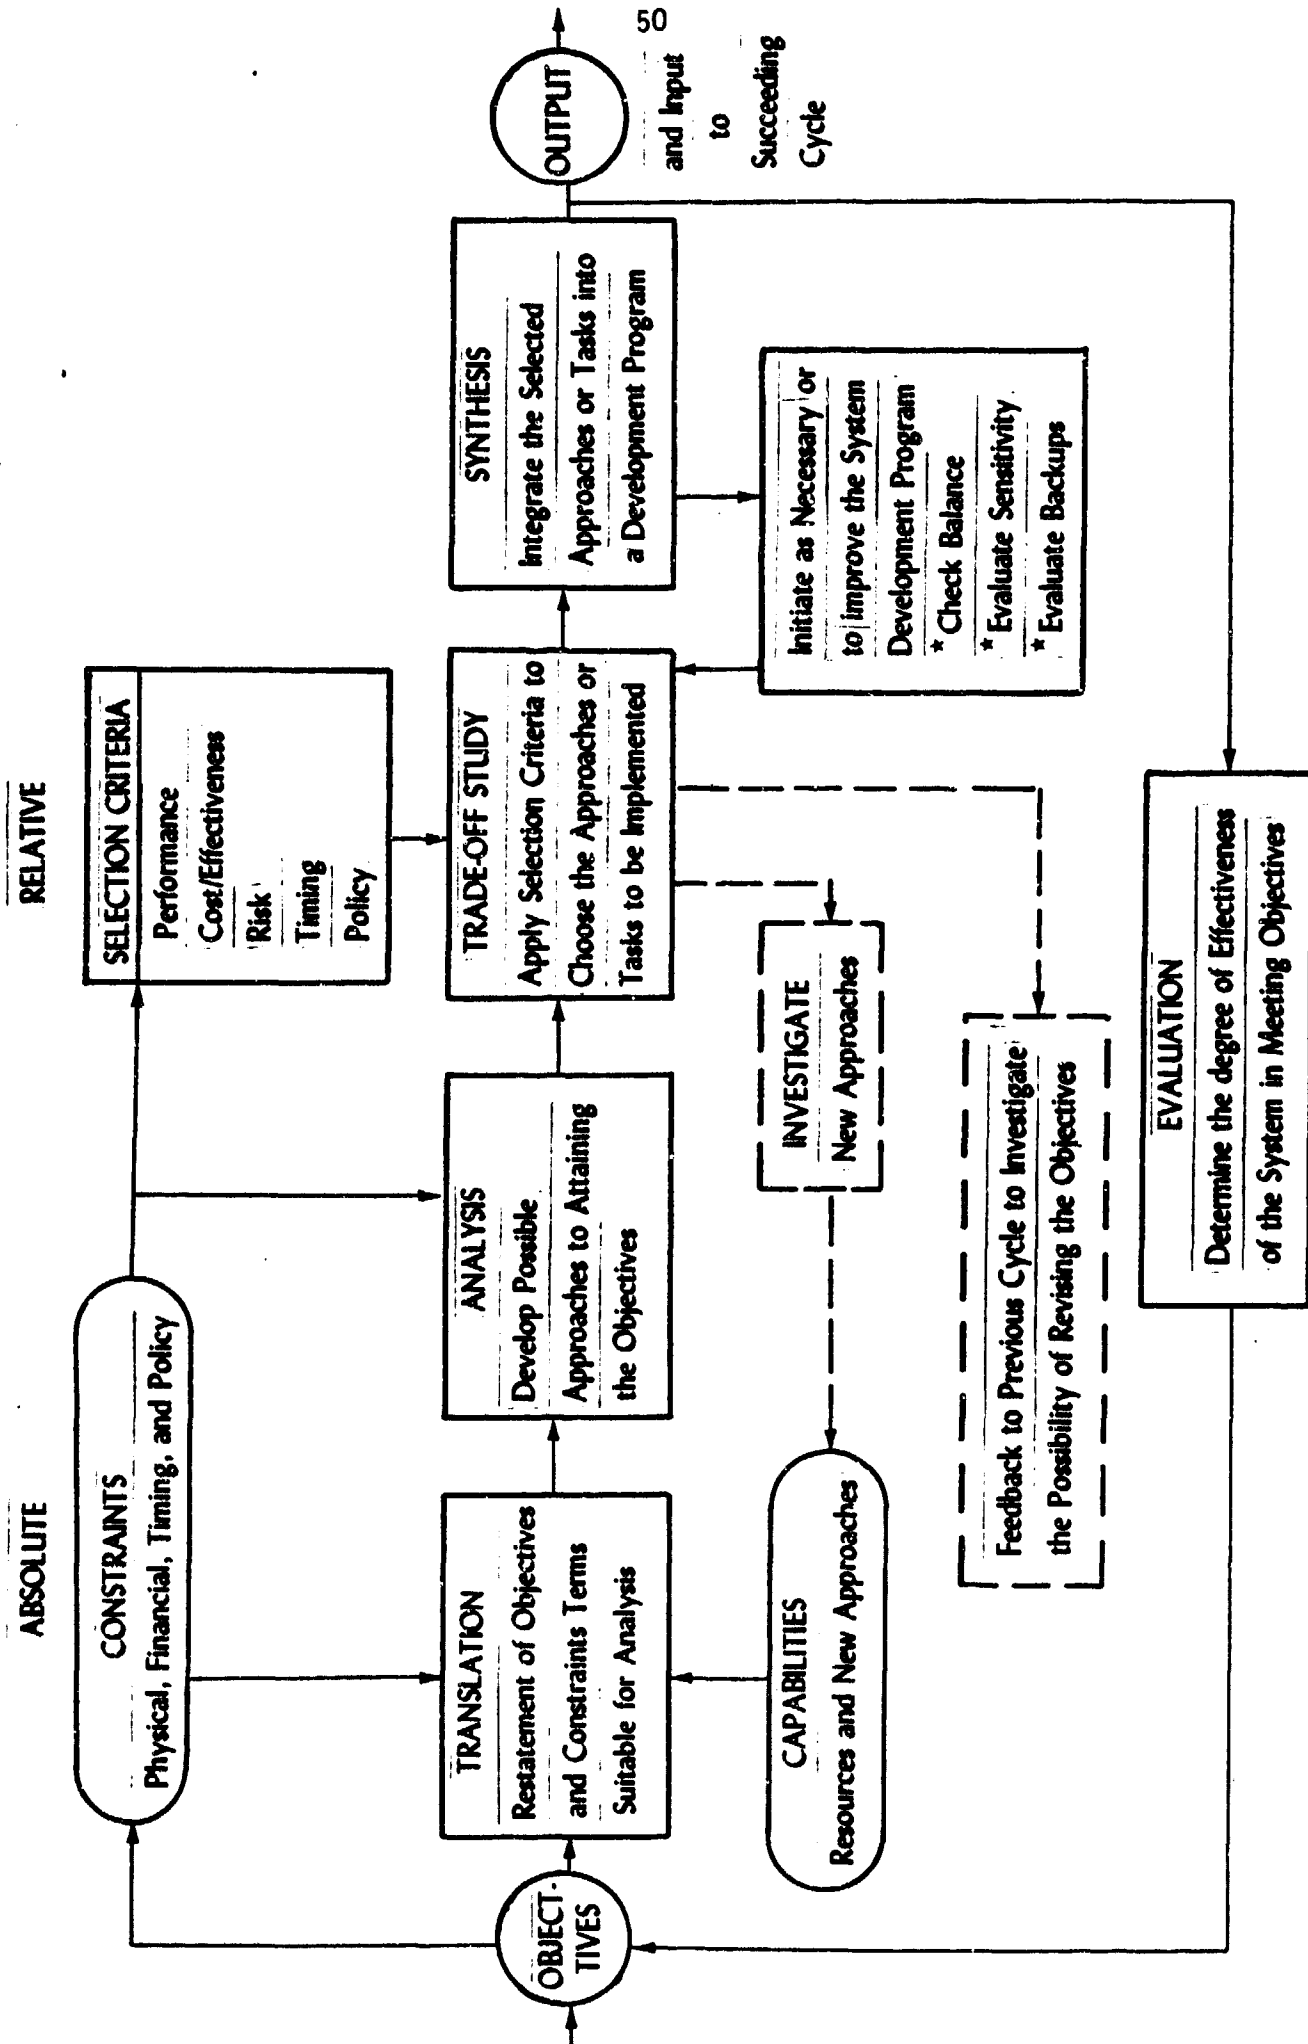 50
ABSOLUTE
RELATIVE
CONSTRAINTS
Physical, Financial, Timing, and Policy
SELECTION CRITERIA
Performance
Cost/Effectiveness
Risk
Timing
Policy
OBJECT-
TIVES
TRANSLATION
Restatement of Objectives
and Constraints Terms
Suitable for Analysis
ANALYSIS
Develop Possible
Approaches to Attaining
the Objectives
TRADE-OFF STUDY
Apply Selection Criteria to
Choose the Approaches or
Tasks to be Implemented
SYNTHESIS
Integrate the Selected
Approaches or Tasks into
a Development Program
OUTPUT
and Input
to
Succeeding
Cycle
CAPABILITIES
Resources and New Approaches
INVESTIGATE
New Approaches
Initiate as Necessary or
to improve the System
Development Program
* Check Balance
* Evaluate Sensitivity
* Evaluate Backups
Feedback to Previous Cycle to Investigate
the Possibility of Revising the Objectives
EVALUATION
Determine the degree of Effectiveness
of the System in Meeting Objectives